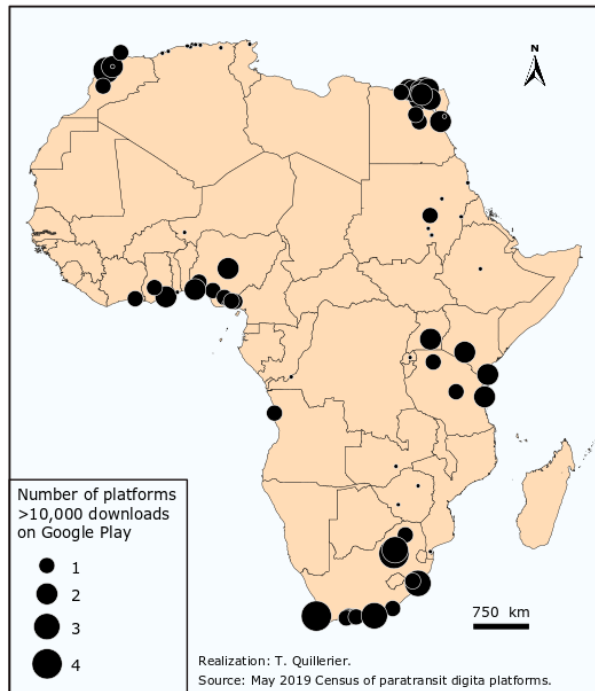 N
Number of platforms
>10,000 downloads
on Google Play
1
2
3
4
750 km
Realization: T. Quillerier.
Source: May 2019 Census of paratransit digita platforms.